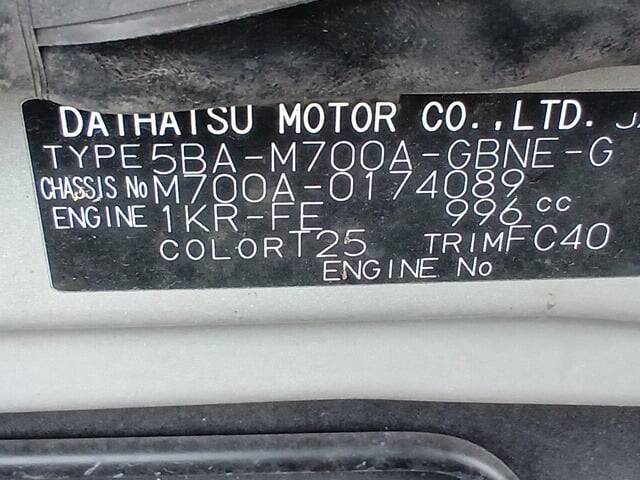 DAIHATSU MOTOR CO.,LTD.
TYPE 5BA-M700A-GBNE-G
CHASSIS No M700A-0174089
ENGINE 1KR-FE 996 cc
COLOR T25 TRIM FC40
ENGINE No